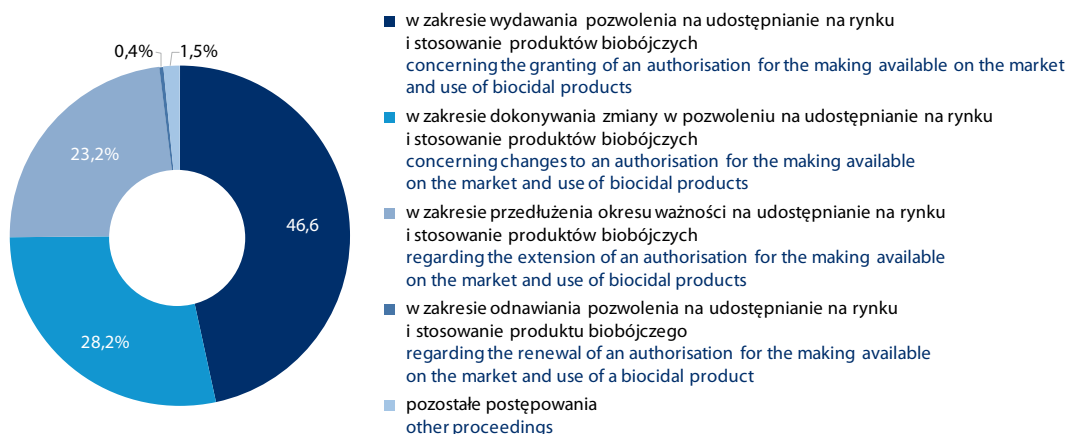 0,4%
1,5%
23,2%
46,6
28,2%
w zakresie wydawania pozwolenia na udostępnianie na rynku
i stosowanie produktów biobójczych
concerning the granting of an authorisation for the making available on the market
and use of biocidal products
w zakresie dokonywania zmiany w pozwoleniu na udostępnianie na rynku
i stosowanie produktów biobójczych
concerning changes to an authorisation for the making available
on the market and use of biocidal products
w zakresie przedłużenia okresu ważności na udostępnianie na rynku
i stosowanie produktów biobójczych
regarding the extension of an authorisation for the making available
on the market and use of biocidal products
w zakresie odnawiania pozwolenia na udostępnianie na rynku
i stosowanie produktu biobójczego
regarding the renewal of an authorisation for the making available
on the market and use of a biocidal product
pozostałe postępowania
other proceedings